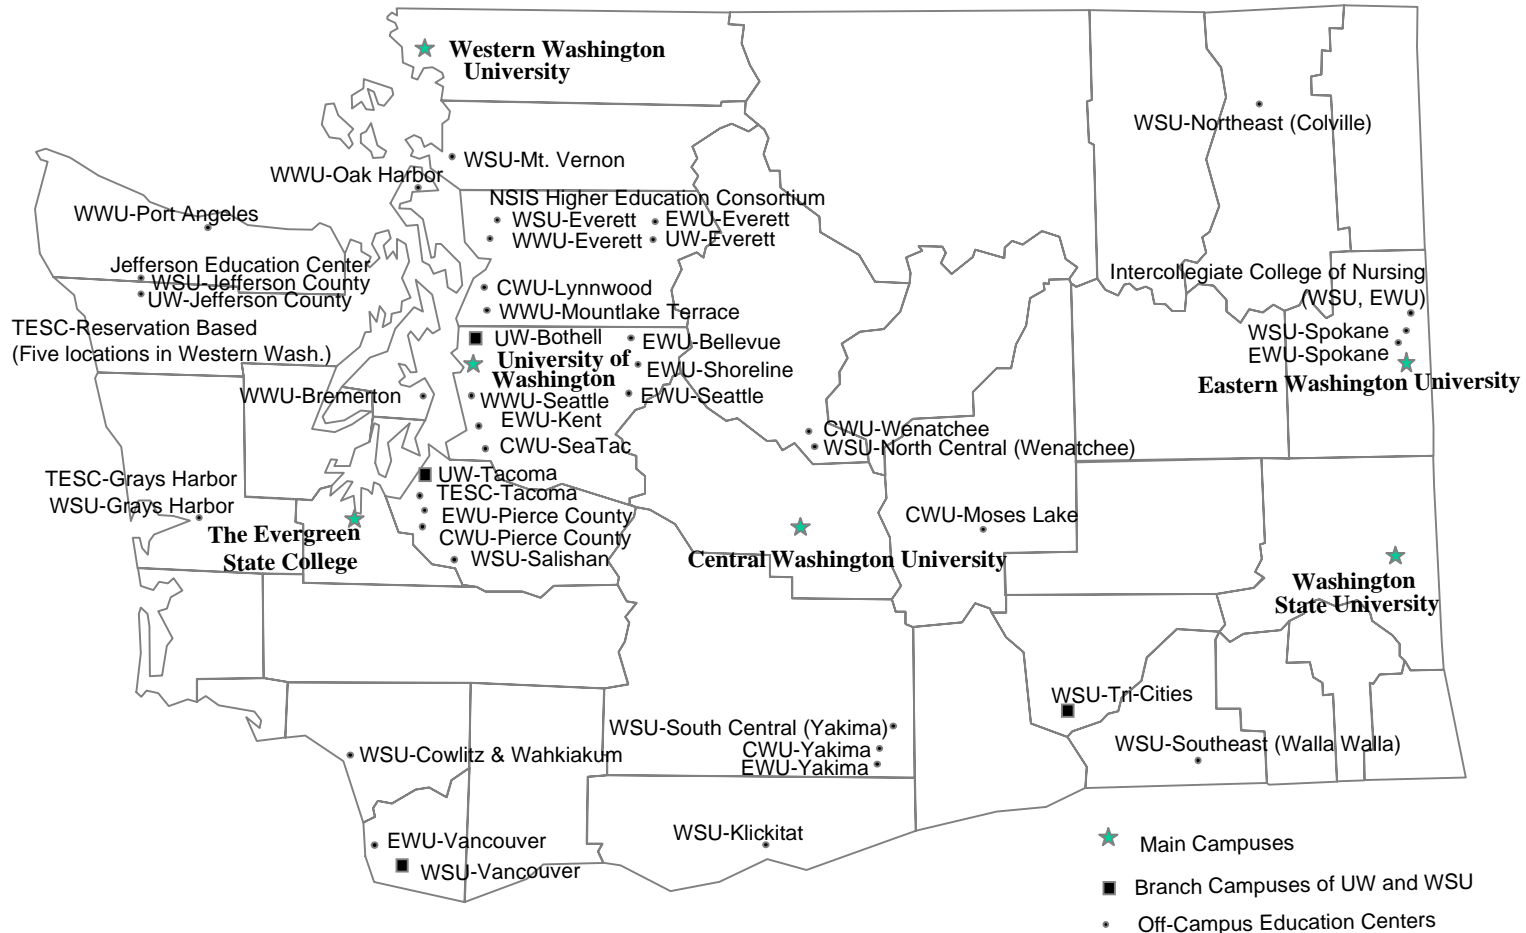 Western Washington
University
WSU-Northeast (Colville)
WSU-Mt. Vernon
WWU-Oak Harbor
NSIS Higher Education Consortium
WWU-Port Angeles
WSU-Everett
EWU-Everett
WWU-Everett
UW-Everett
Jefferson Education Center
WSU-Jefferson County
UW-Jefferson County
Intercollegiate College of Nursing
(WSU, EWU)
CWU-Lynnwood
WWU-Mountlake Terrace
TESC-Reservation Based
(Five locations in Western Wash.)
WSU-Spokane
EWU-Spokane
Eastern Washington University
UW-Bothell
EWU-Bellevue
University of
Washington
EWU-Shoreline
WWU-Bremerton
WWU-Seattle
EWU-Seattle
EWU-Kent
CWU-SeaTac
CWU-Wenatchee
WSU-North Central (Wenatchee)
UW-Tacoma
TESC-Tacoma
EWU-Pierce County
CWU-Pierce County
WSU-Salishan
TESC-Grays Harbor
WSU-Grays Harbor
The Evergreen
State College
CWU-Moses Lake
Central Washington University
Washington
State University
WSU-Tri-Cities
WSU-South Central (Yakima)
CWU-Yakima
EWU-Yakima
WSU-Southeast (Walla Walla)
WSU-Cowlitz & Wahkiakum
WSU-Klickitat
EWU-Vancouver
WSU-Vancouver
Main Campuses
Branch Campuses of UW and WSU
Off-Campus Education Centers